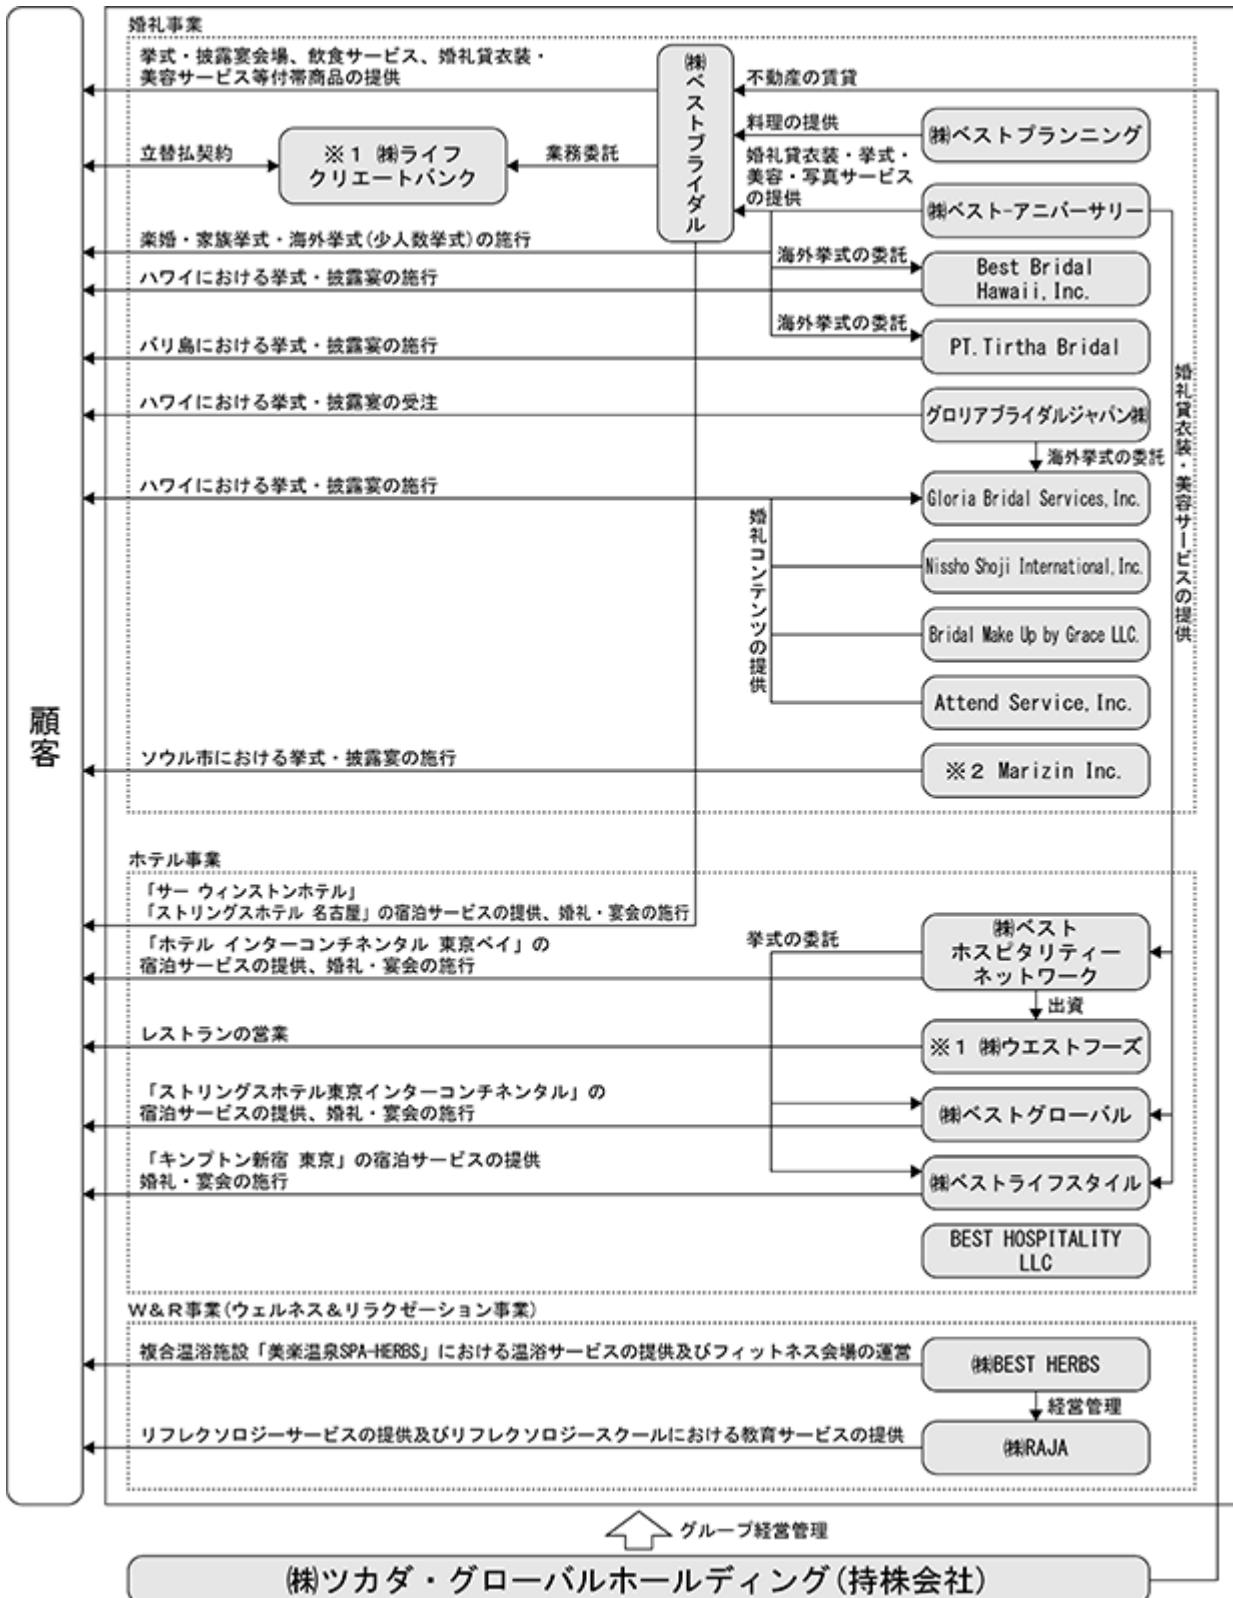 婚礼事業
挙式・披露宴会場、飲食サービス、婚礼貸衣装・
美容サービス等付帯商品の提供
㈱ベストブライダル
不動産の賃貸
料理の提供
㈱ベストプランニング
立替払契約
※1 ㈱ライフ
クリエートバンク
業務委託
婚礼貸衣装・挙式・
美容・写真サービス
の提供
㈱ベスト-アニバーサリー
楽婚・家族挙式・海外挙式(少人数挙式)の施行
海外挙式の委託
Best Bridal
Hawaii,Inc.
ハワイにおける挙式・披露宴の施行
海外挙式の委託
PT.Tirtha Bridal
バリ島における挙式・披露宴の施行
婚礼貸衣装・美容サービスの提供
ハワイにおける挙式・披露宴の受注
グロリアブライダルジャパン㈱
海外挙式の委託
ハワイにおける挙式・披露宴の施行
Gloria Bridal Services,Inc.
婚礼コンテンツの提供
Nissho Shoji International,Inc.
Bridal Make Up by Grace LLC.
Attend Service,Inc.
顧客
ソウル市における挙式・披露宴の施行
※2 Marizin Inc.
ホテル事業
「サー ウィンストンホテル」
「ストリングスホテル 名古屋」の宿泊サービスの提供、婚礼・宴会の施行
「ホテル インターコンチネンタル 東京ベイ」の
宿泊サービスの提供、婚礼・宴会の施行
挙式の委託
㈱ベスト
ホスピタリティー
ネットワーク
出資
レストランの営業
※1 ㈱ウエストフーズ
「ストリングスホテル東京インターコンチネンタル」の
宿泊サービスの提供、婚礼・宴会の施行
㈱ベストグローバル
「キンプトン新宿 東京」の宿泊サービスの提供
婚礼・宴会の施行
㈱ベストライフスタイル
BEST HOSPITALITY
LLC
W&R事業(ウェルネス&リラクゼーション事業)
複合温浴施設「美楽温泉SPA-HERBS」における温浴サービスの提供及びフィットネス会場の運営
㈱BEST HERBS
経営管理
リフレクソロジーサービスの提供及びリフレクソロジースクールにおける教育サービスの提供
㈱RAJA
グループ経営管理
㈱ツカダ・グローバルホールディング(持株会社)